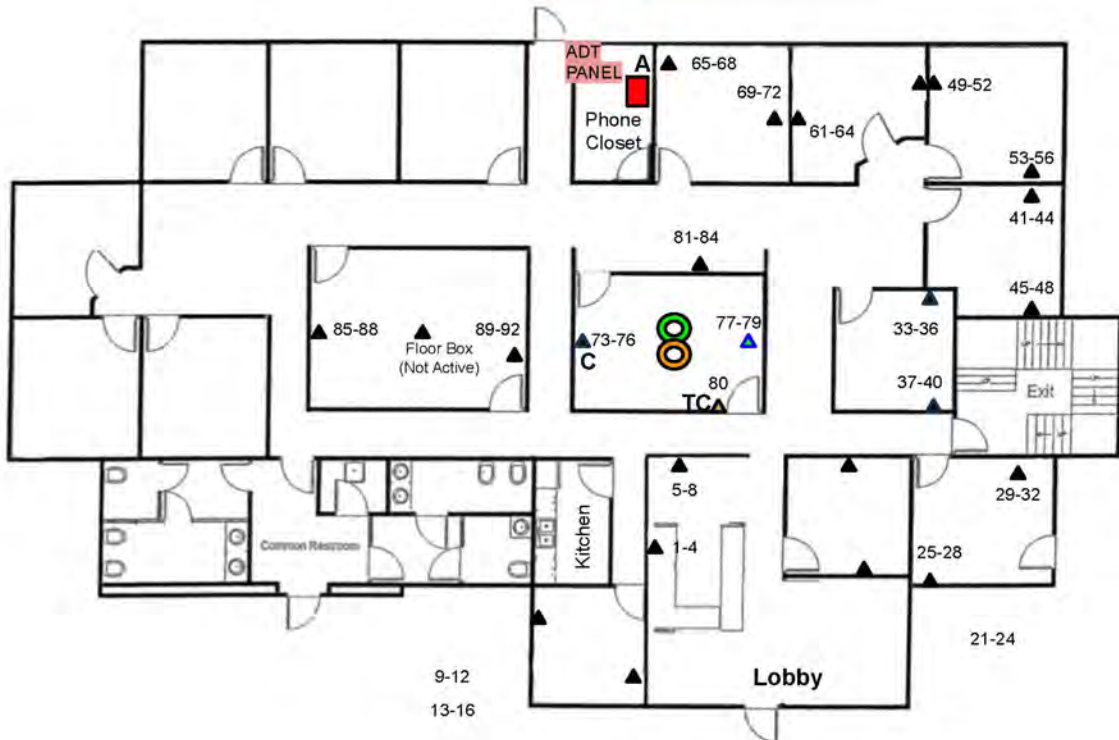 ADT
PANEL
A
Phone
Closet
65-68
69-72
61-64
49-52
53-56
41-44
81-84
45-48
33-36
85-88
Floor Box
(Not Active)
89-92
73-76
C
77-79
80
TC
37-40
Exit
5-8
1-4
Kitchen
29-32
25-28
Common Restroom
21-24
9-12
13-16
Lobby